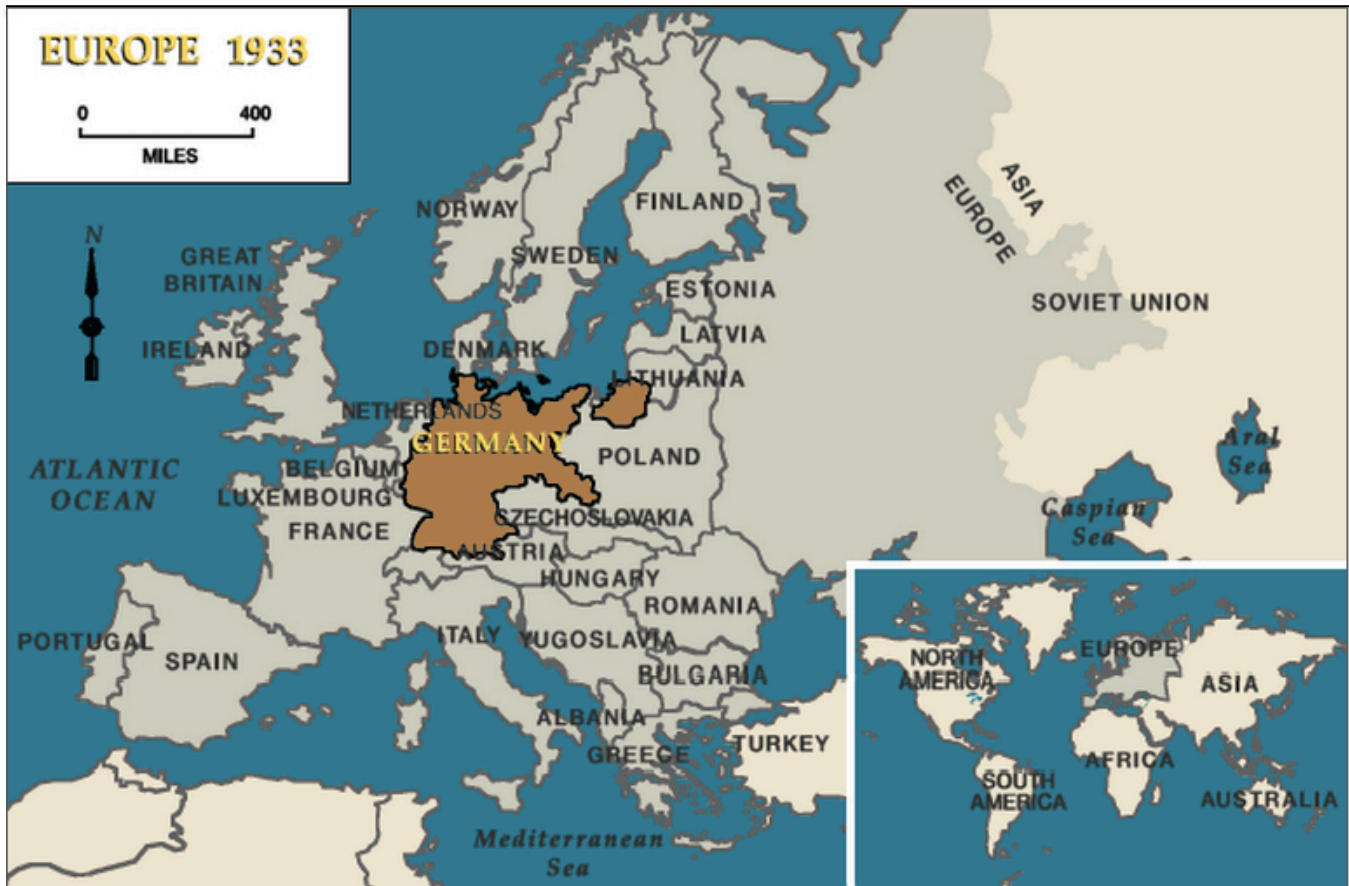 EUROPE 1933
0 400
MILES
N
NORWAY
FINLAND
SWEDEN
GREAT
BRITAIN
IRELAND
ESTONIA
LATVIA
DENMARK
LITHUANIA
NETHERLANDS
GERMANY
POLAND
BELGIUM
LUXEMBOURG
FRANCE
CZECHOSLOVAKIA
AUSTRIA
HUNGARY
ROMANIA
ITALY
YUGOSLAVIA
BULGARIA
PORTUGAL
SPAIN
ALBANIA
GREECE
TURKEY
ASIA
EUROPE
SOVIET UNION
ATLANTIC
OCEAN
Aral
Sea
Caspian
Sea
Mediterranean
Sea
NORTH
AMERICA
EUROPE
ASIA
AFRICA
SOUTH
AMERICA
AUSTRALIA